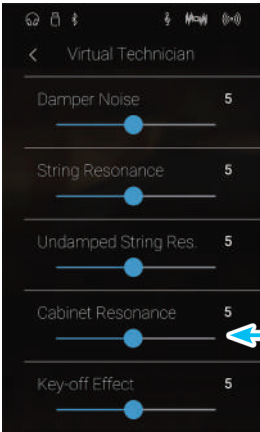 Virtual Technician
Damper Noise 5
String Resonance 5
Undamped String Res. 5
Cabinet Resonance 5
Key-off Effect 5